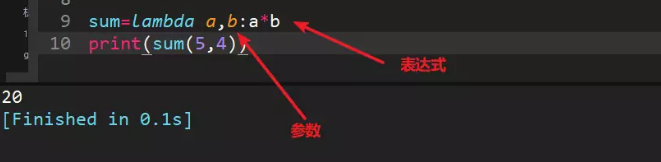 9 sum=lambda a,b:a*b
10 print(sum(5,4))
表达式
20
[Finished in 0.1s]
参数